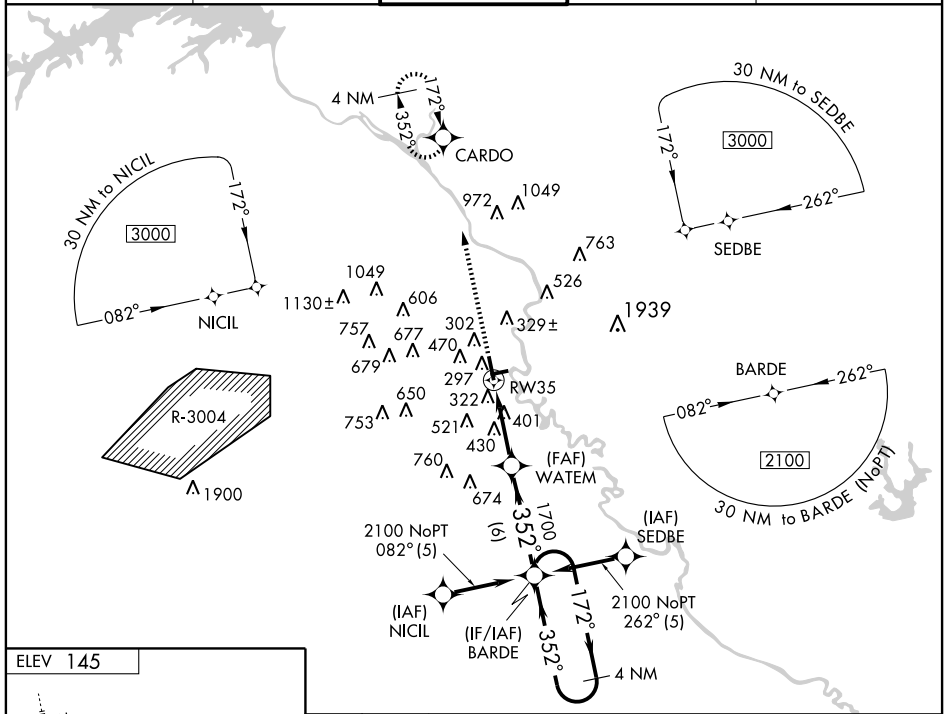 4 NM
172°
352°
CARDO
30 NM to SEDBE
3000
172°
262°
SEDBE
30 NM to NICIL
3000
172°
082°
NICIL
972
1049
763
526
1049
1130±
606
757
677
679
302
470
329±
1939
297
RW35
322
401
650
753
521
430
760
674
R-3004
1900
BARDE
082°
262°
2100
30 NM to BARDE (NoPT)
(FAF)
WATEM
1700
352°
(6)
2100 NoPT
082° (5)
(IAF)
SEDBE
2100 NoPT
262° (5)
(IAF)
NICIL
(IF/IAF)
BARDE
172°
352°
4 NM
ELEV 145